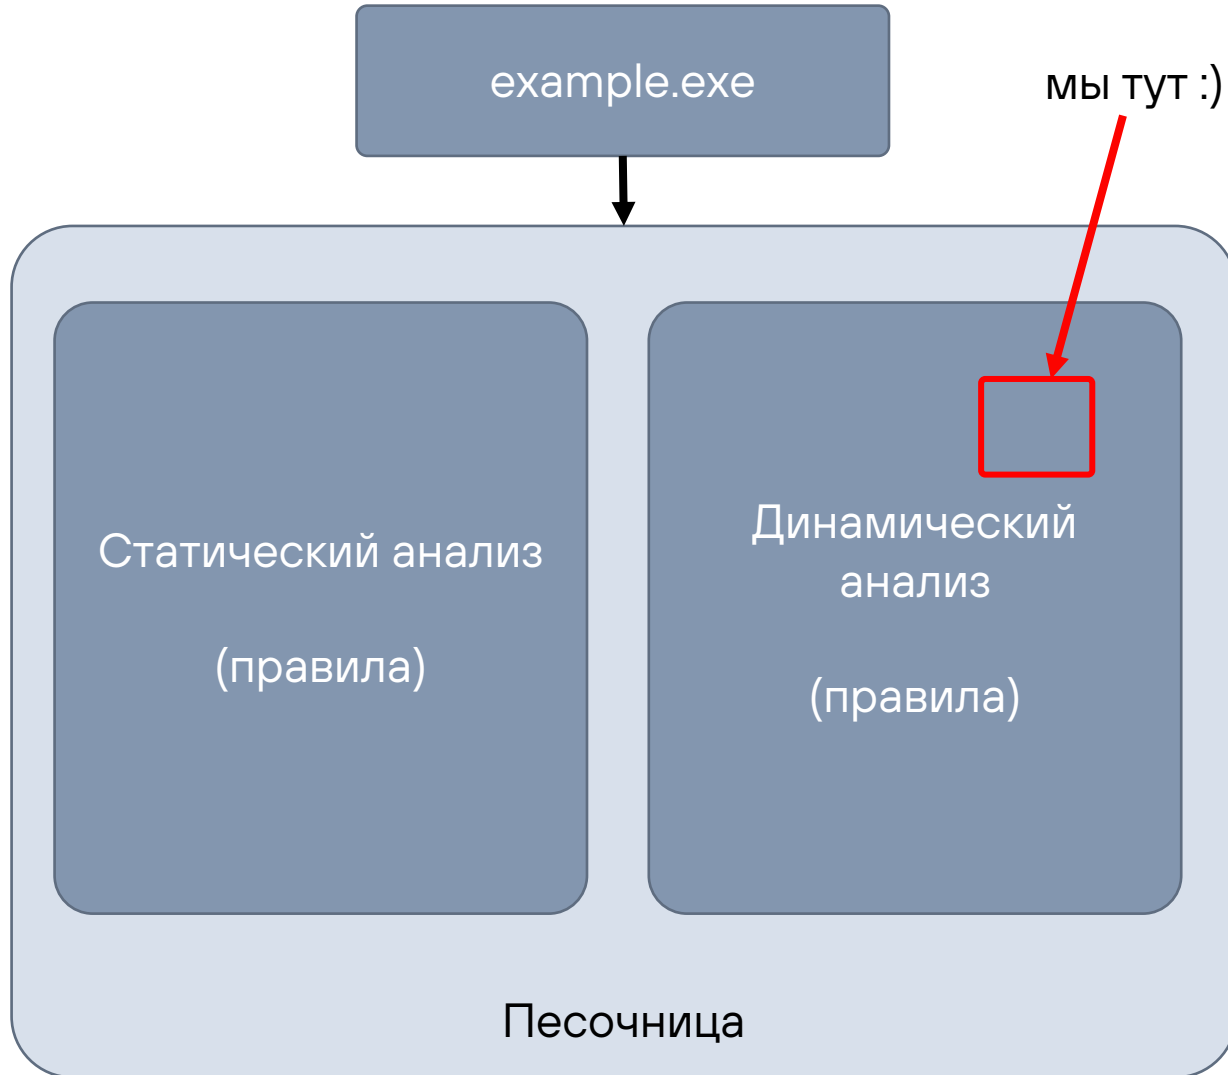 example.exe
мы тут :)
Статический анализ
(правила)
Динамический
анализ
(правила)
Песочница